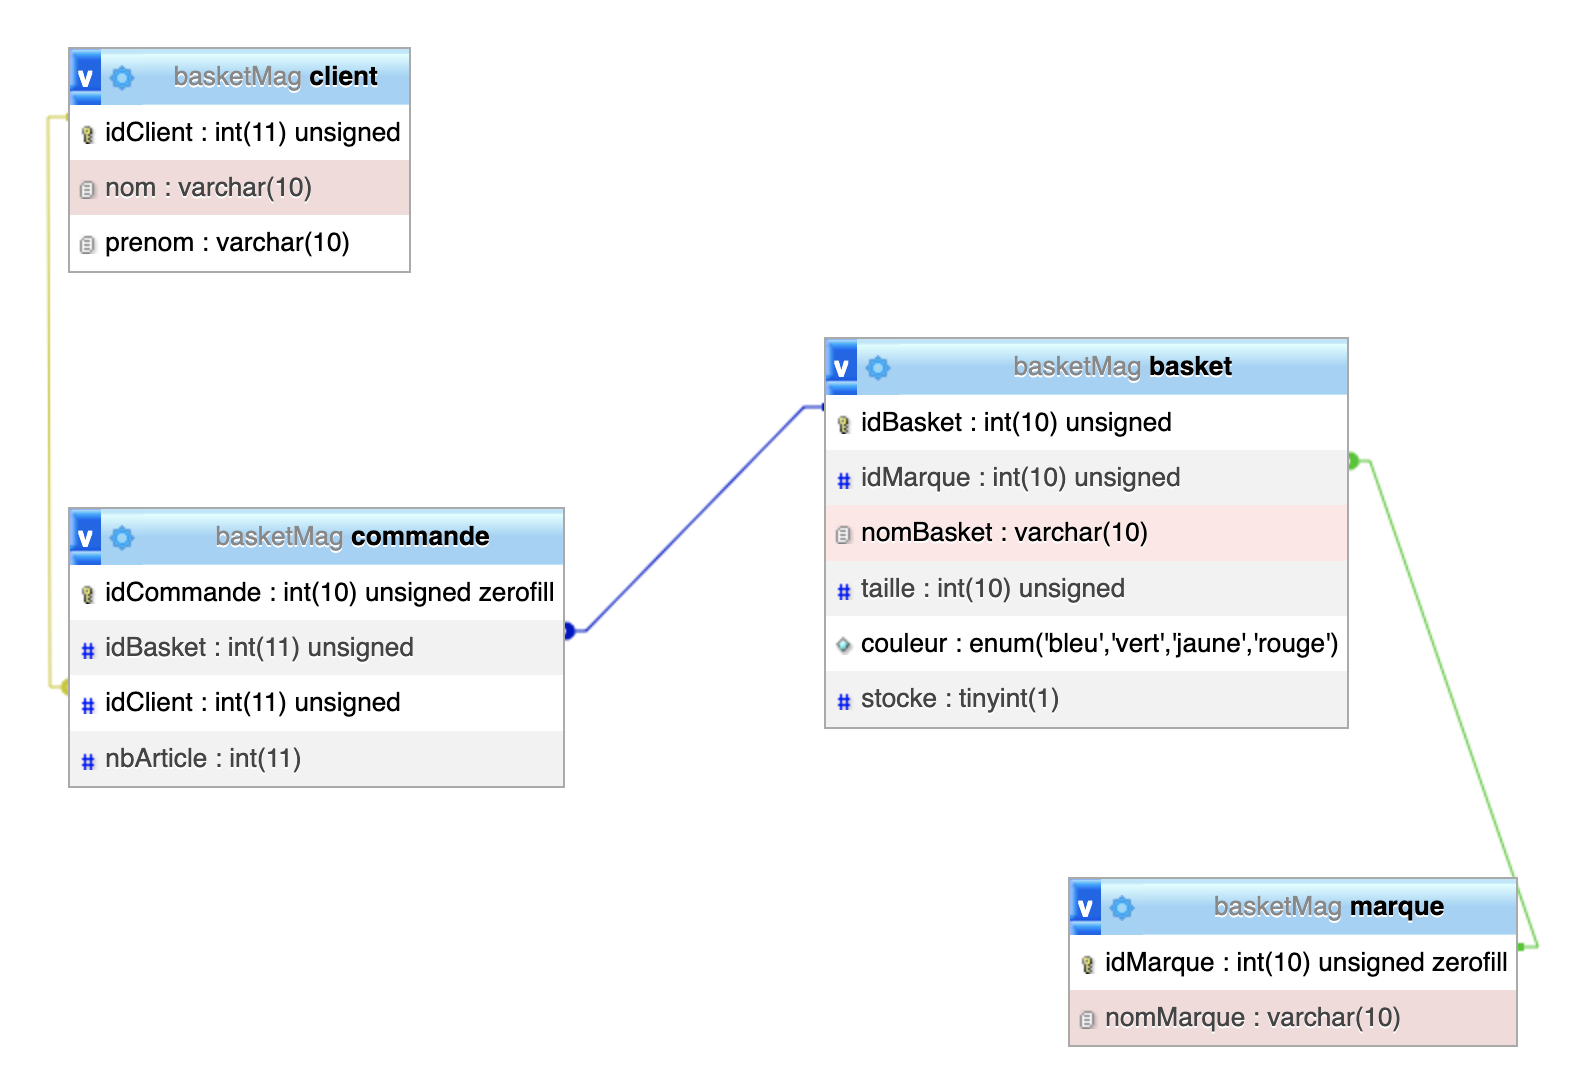 v basketMag client
idClient : int(11) unsigned
nom : varchar(10)
prenom : varchar(10)
v basketMag commande
idCommande : int(10) unsigned zerofill
# idBasket : int(11) unsigned
# idClient : int(11) unsigned
# nbArticle : int(11)
v basketMag basket
idBasket : int(10) unsigned
# idMarque : int(10) unsigned
nomBasket : varchar(10)
# taille : int(10) unsigned
couleur : enum('bleu','vert','jaune','rouge')
# stocke : tinyint(1)
v basketMag marque
idMarque : int(10) unsigned zerofill
nomMarque : varchar(10)